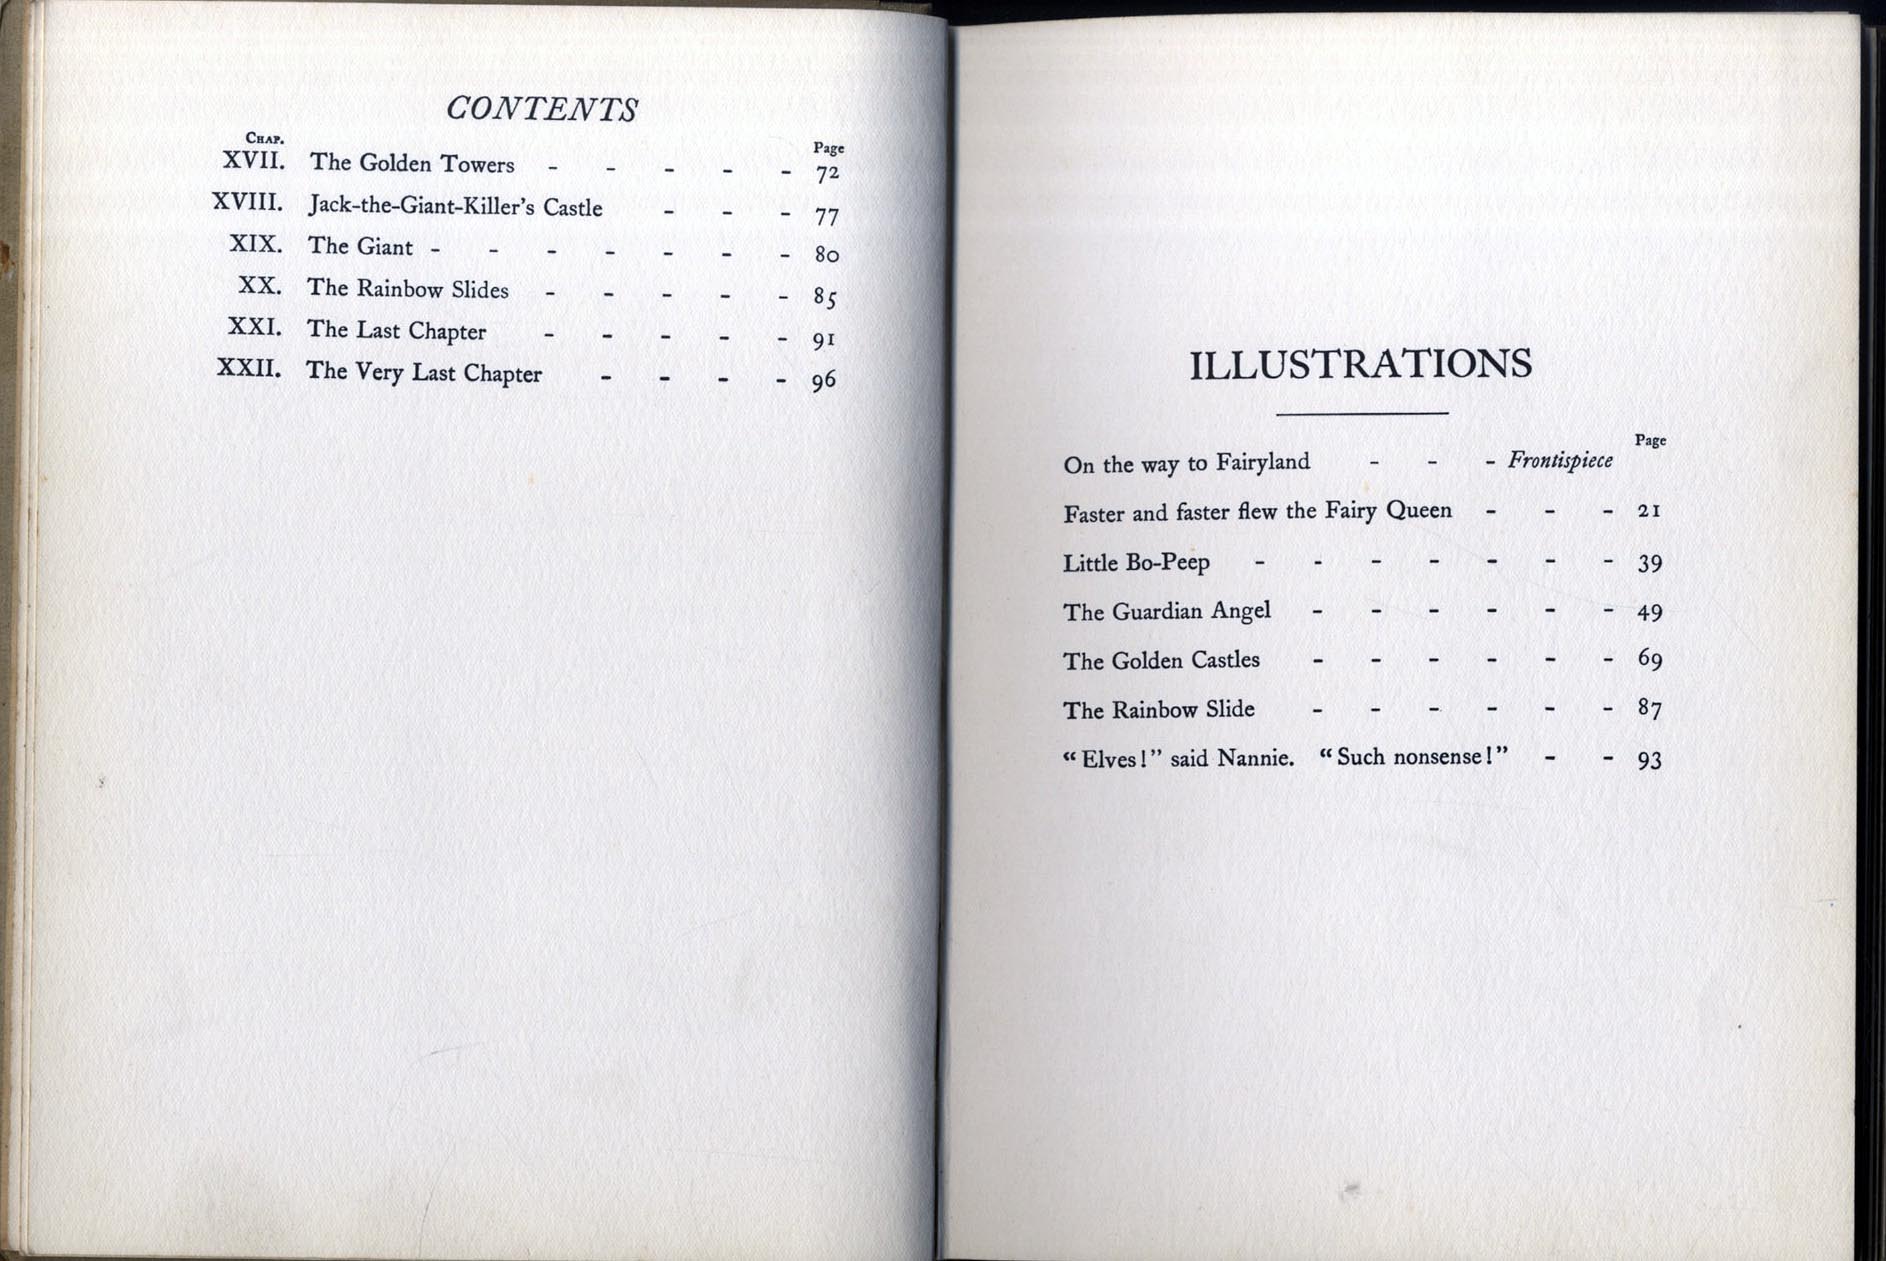 CONTENTS
CHAP. Page
XVII. The Golden Towers - - - - - 72
XVIII. Jack-the-Giant-Killer's Castle - - - 77
XIX. The Giant - - - - - - - 80
XX. The Rainbow Slides - - - - - 85
XXI. The Last Chapter - - - - - 91
XXII. The Very Last Chapter - - - - 96
ILLUSTRATIONS
Page
On the way to Fairyland - - - Frontispiece
Faster and faster flew the Fairy Queen - - - 21
Little Bo-Peep - - - - - - - 39
The Guardian Angel - - - - - - 49
The Golden Castles - - - - - - 69
The Rainbow Slide - - - - - - 87
“Elves!” said Nannie. “Such nonsense!” - - 93